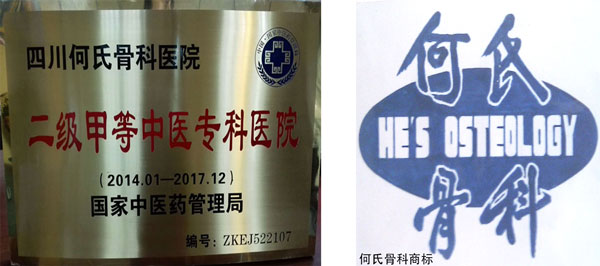 四川何氏骨科医院
二级甲等中医专科医院
(2014.01—2017.12)
国家中医药管理局
编号：ZKEJ522107
何氏
HE'S OSTEOLOGY
骨科
何氏骨科商标